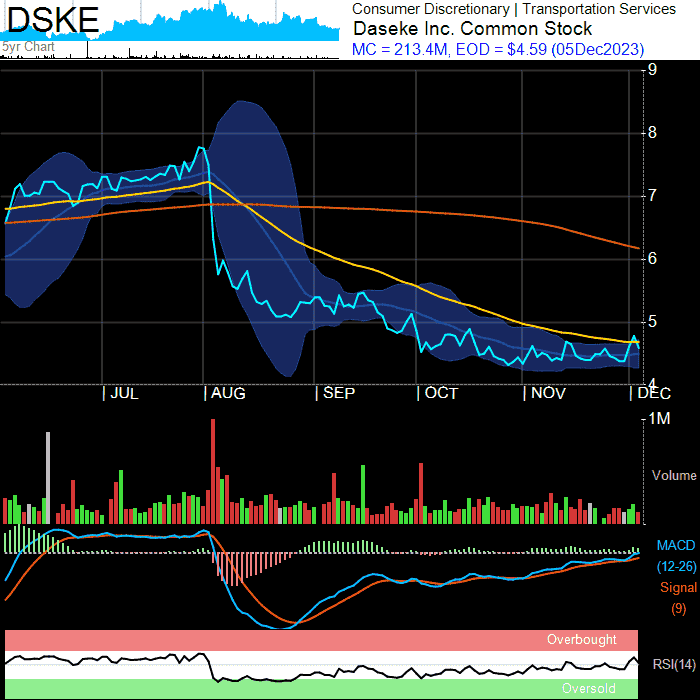 DSKE
5yr Chart
Consumer Discretionary | Transportation Services
Daseke Inc. Common Stock
MC = 213.4M, EOD = $4.59 (05Dec2023)
9
8
7
6
5
4
JUL AUG SEP OCT NOV DEC
1M
Volume
MACD
(12-26)
Signal
(9)
Overbought
RSI(14)
Oversold